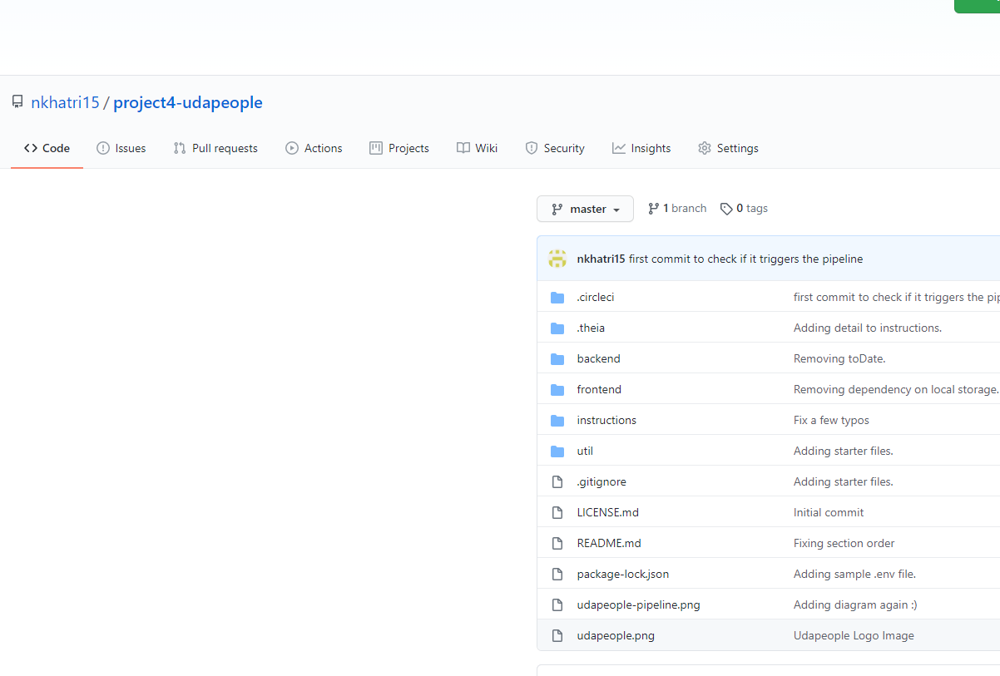 nkhatri15 / project4-udapeople
Code Issues Pull requests Actions Projects Wiki Security Insights Settings
master 1 branch 0 tags
nkhatri15 first commit to check if it triggers the pipeline
.circleci first commit to check if it triggers the
.theia Adding detail to instructions.
backend Removing toDate.
frontend Removing dependency on local storage.
instructions Fix a few typos
util Adding starter files.
.gitignore Adding starter files.
LICENSE.md Initial commit
README.md Fixing section order
package-lock.json Adding sample .env file.
udapeople-pipeline.png Adding diagram again :)
udapeople.png Udapeople Logo Image